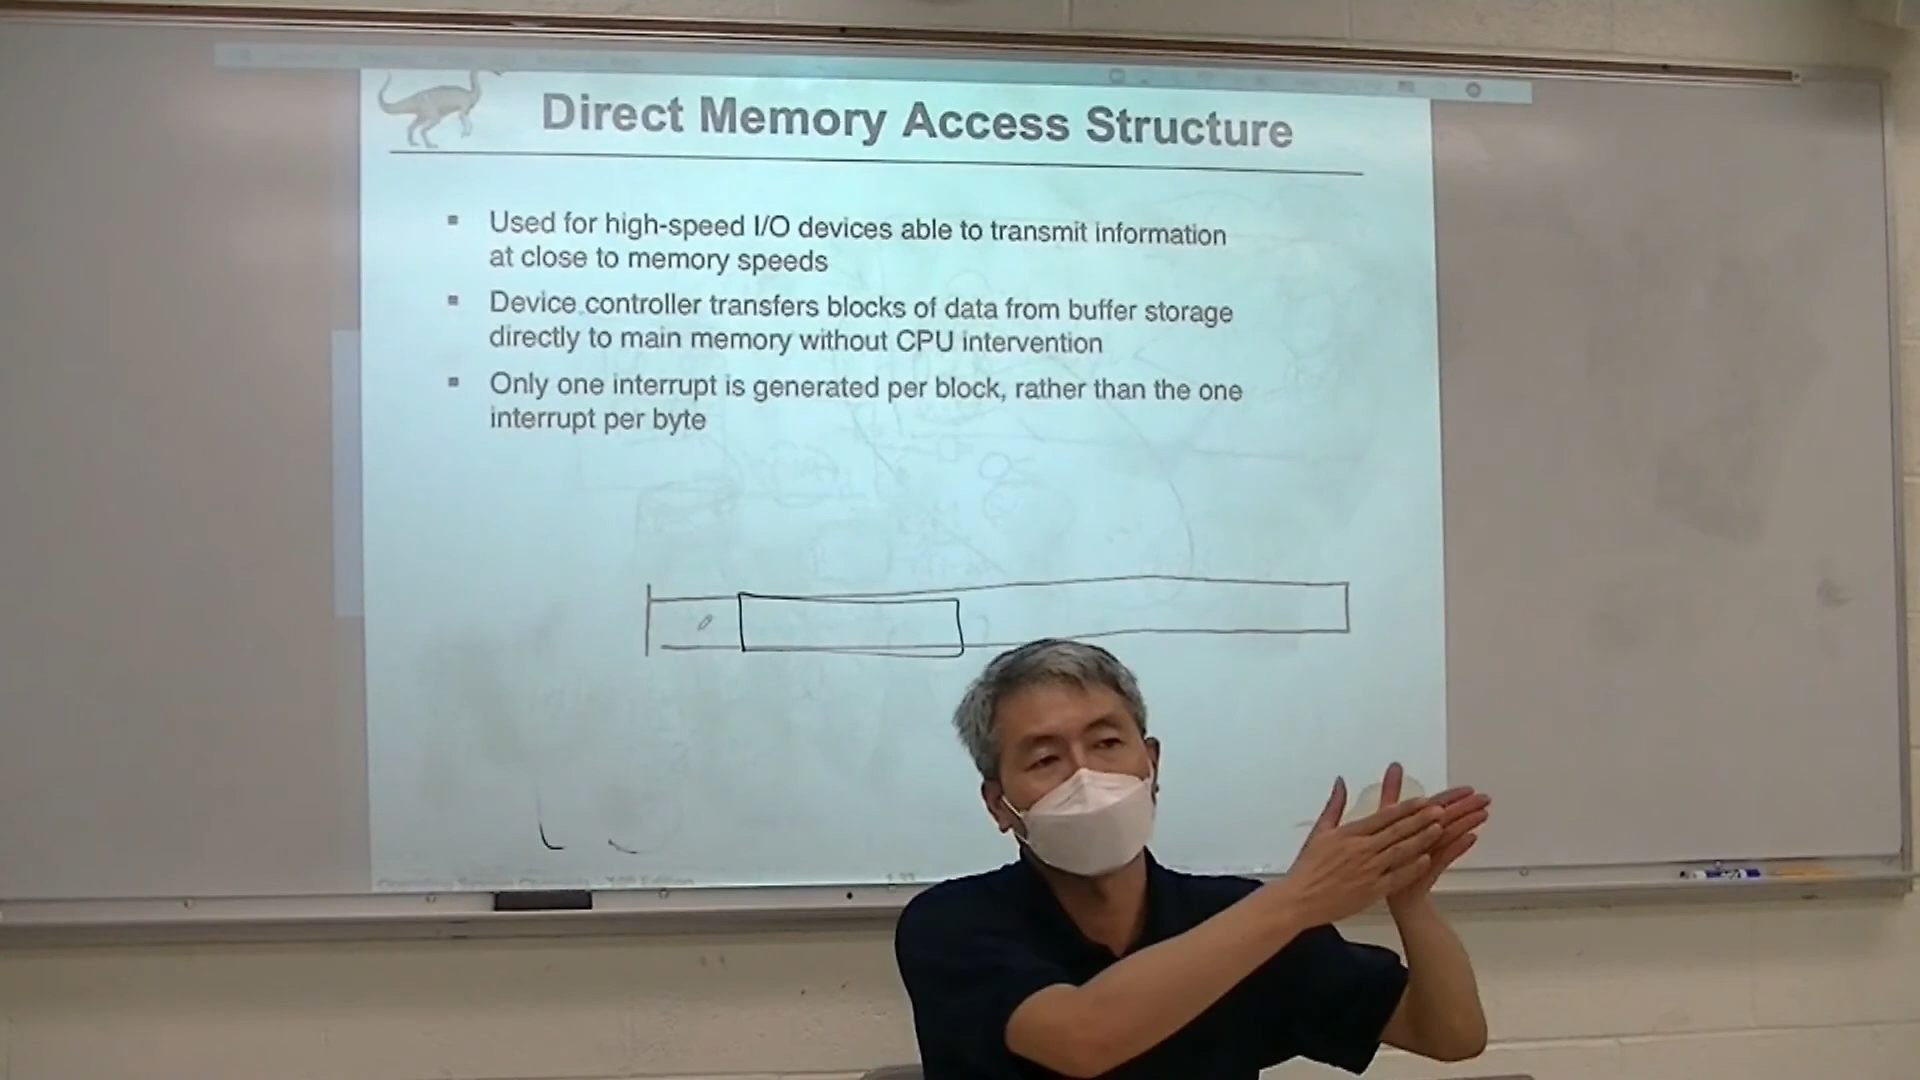 Direct Memory Access Structure
▪ Used for high-speed I/O devices able to transmit information
at close to memory speeds
▪ Device controller transfers blocks of data from buffer storage
directly to main memory without CPU intervention
▪ Only one interrupt is generated per block, rather than the one
interrupt per byte